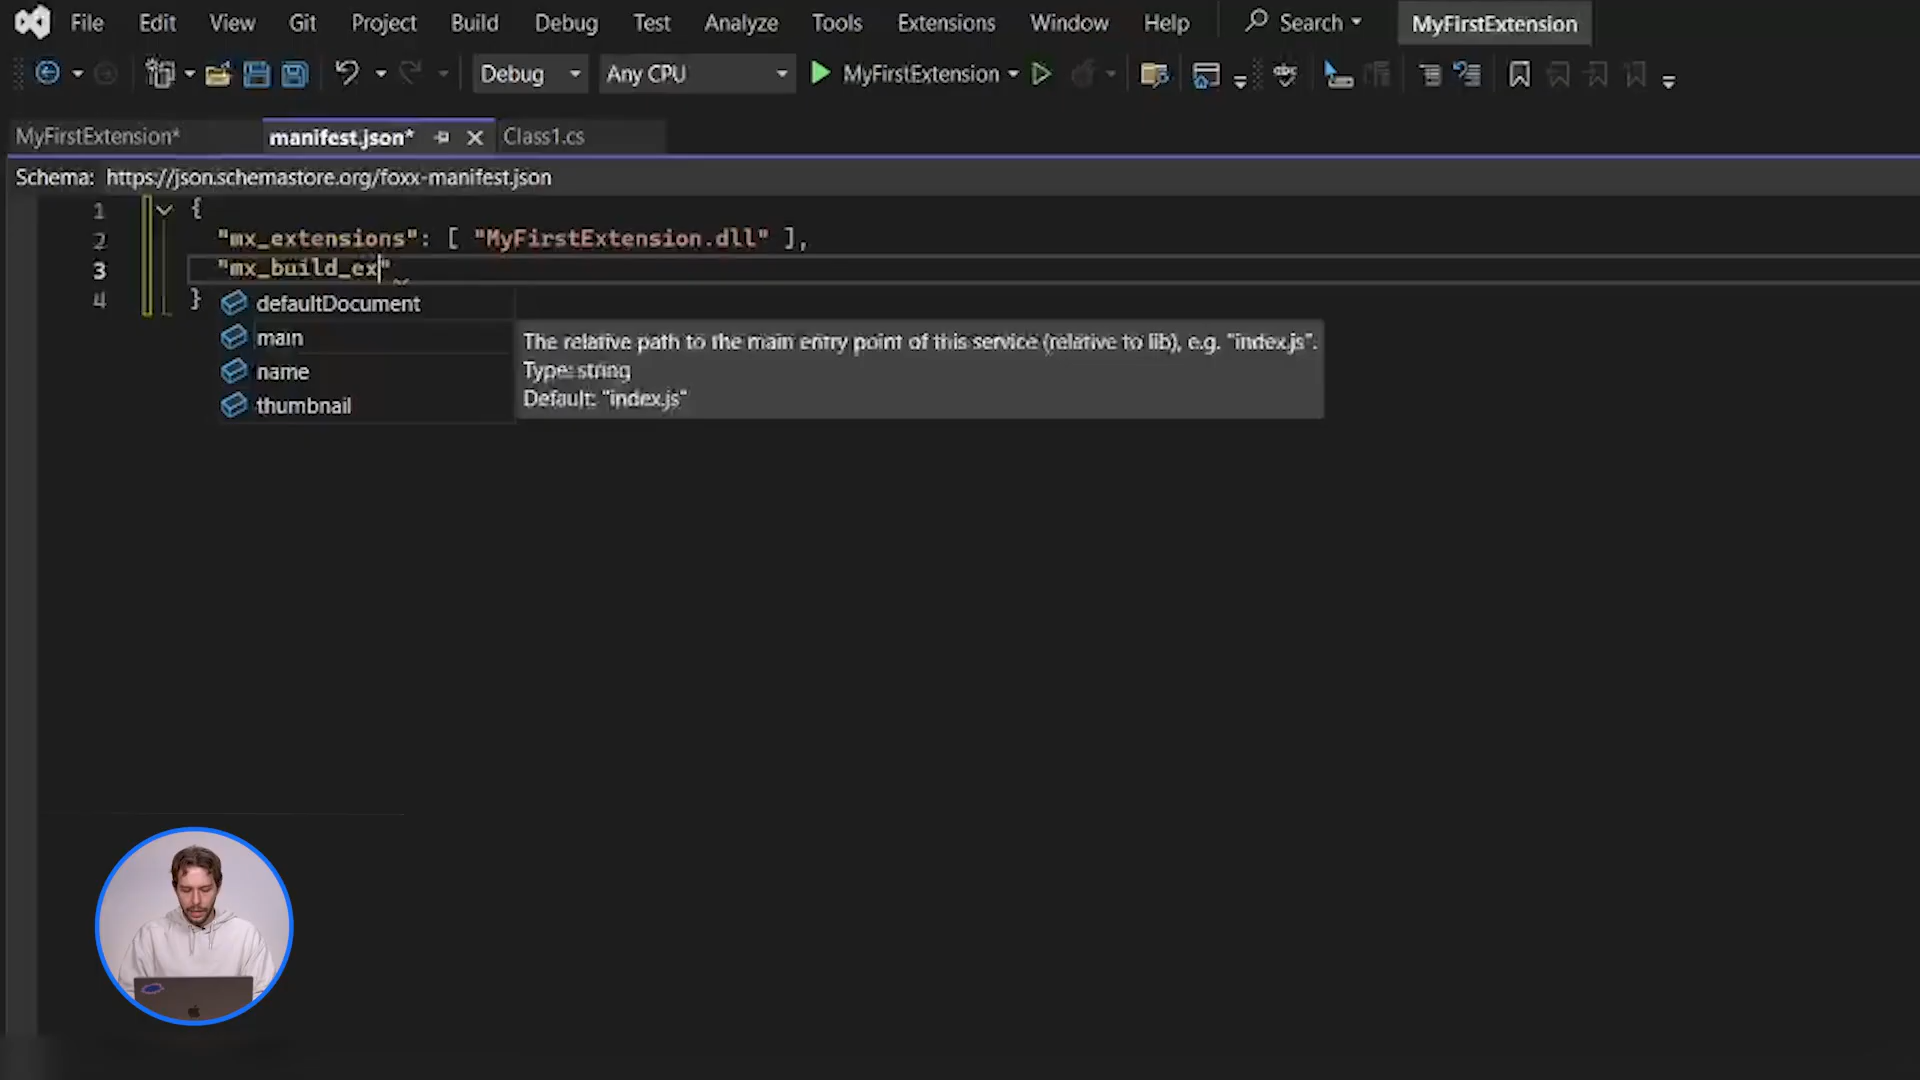 File Edit View Git Project Build Debug Test Analyze Tools Extensions Window Help Search MyFirstExtension
Debug Any CPU MyFirstExtension
MyFirstExtension* manifest.json* Class1.cs
Schema: https://json.schemastore.org/foxx-manifest.json
1 {
2 "mx_extensions": [ "MyFirstExtension.dll" ],
3 "mx_build_ex"
4 }
defaultDocument
main
name
thumbnail
The relative path to the main entry point of this service (relative to lib), e.g. "index.js".
Type: string
Default: "index.js"